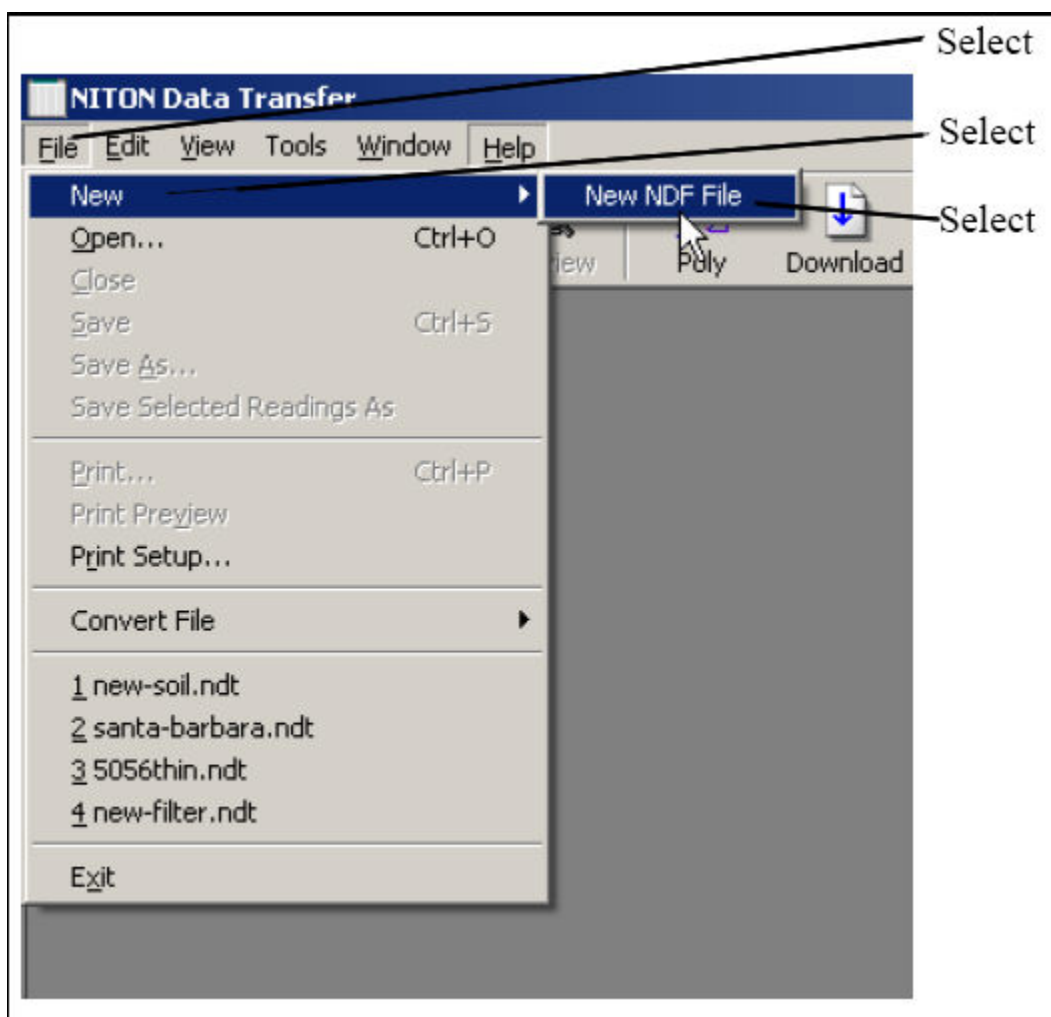 Select
NITON Data Transfer
Select
File Edit View Tools Window Help
New
New NDF File
Select
Open... Ctrl+O
Poly Download
Close
Save Ctrl+S
Save As...
Save Selected Readings As
Print... Ctrl+P
Print Preview
Print Setup...
Convert File
1 new-soil.ndt
2 santa-barbara.ndt
3 5056thin.ndt
4 new-filter.ndt
Exit